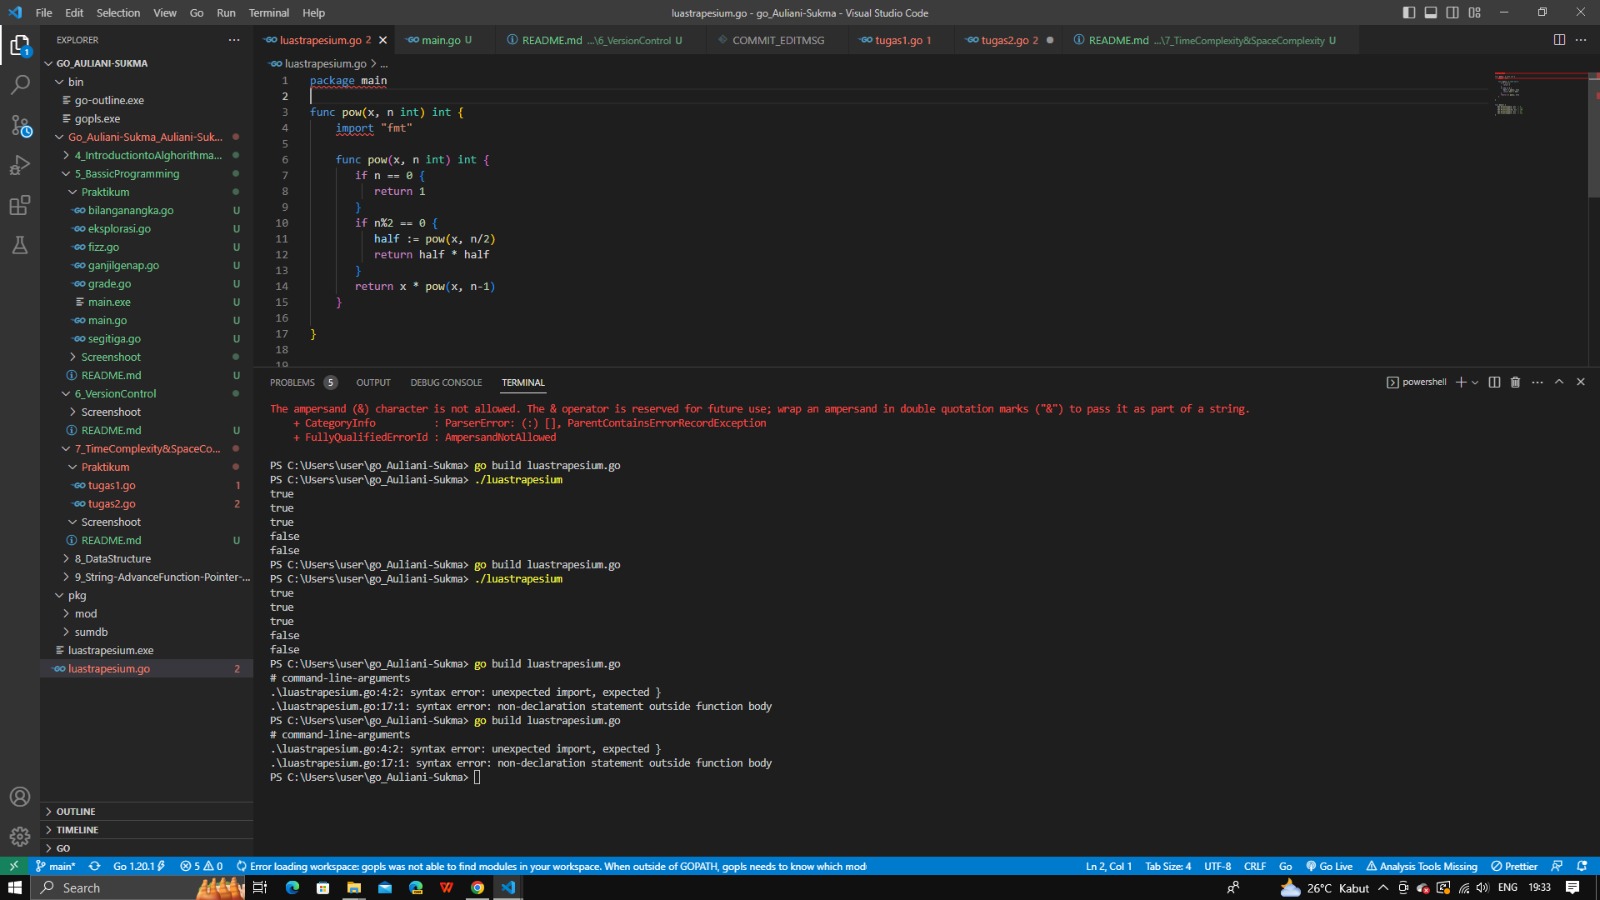 File Edit Selection View Go Run Terminal Help
luastrapesium.go - go_Auliani-Sukma - Visual Studio Code
EXPLORER
GO_AULIANI-SUKMA
bin
go-outline.exe
gopls.exe
Go_Auliani-Sukma_Auliani-Suk...
4_IntroductiontoAlghorithma...
5_BassicProgramming
Praktikum
bilanganangka.go U
eksplorasi.go U
fizz.go U
ganjilgenap.go U
grade.go U
main.exe U
main.go U
segitiga.go U
Screenshoot
README.md U
6_VersionControl
Screenshoot
README.md U
7_TimeComplexity&SpaceCo...
Praktikum
tugas1.go 1
tugas2.go 2
Screenshoot
README.md U
8_DataStructure
9_String-AdvanceFunction-Pointer-...
pkg
mod
sumdb
luastrapesium.exe
luastrapesium.go 2
OUTLINE
TIMELINE
GO
luastrapesium.go 2 main.go U README.md ...\6_VersionControl U COMMIT_EDITMSG tugas1.go 1 tugas2.go 2 README.md ...\7_TimeComplexity&SpaceComplexity U
luastrapesium.go > ...
1 package main
2
3 func pow(x, n int) int {
4 import "fmt"
5
6 func pow(x, n int) int {
7 if n == 0 {
8 return 1
9 }
10 if n%2 == 0 {
11 half := pow(x, n/2)
12 return half * half
13 }
14 return x * pow(x, n-1)
15 }
16
17 }
18
19
PROBLEMS 5 OUTPUT DEBUG CONSOLE TERMINAL
powershell
The ampersand (&) character is not allowed. The & operator is reserved for future use; wrap an ampersand in double quotation marks ("&") to pass it as part of a string.
+ CategoryInfo : ParserError: (:) [], ParentContainsErrorRecordException
+ FullyQualifiedErrorId : AmpersandNotAllowed
PS C:\Users\user\go_Auliani-Sukma> go build luastrapesium.go
PS C:\Users\user\go_Auliani-Sukma> ./luastrapesium
true
true
true
false
false
PS C:\Users\user\go_Auliani-Sukma> go build luastrapesium.go
PS C:\Users\user\go_Auliani-Sukma> ./luastrapesium
true
true
true
false
false
PS C:\Users\user\go_Auliani-Sukma> go build luastrapesium.go
# command-line-arguments
.\luastrapesium.go:4:2: syntax error: unexpected import, expected }
.\luastrapesium.go:17:1: syntax error: non-declaration statement outside function body
PS C:\Users\user\go_Auliani-Sukma> go build luastrapesium.go
# command-line-arguments
.\luastrapesium.go:4:2: syntax error: unexpected import, expected }
.\luastrapesium.go:17:1: syntax error: non-declaration statement outside function body
PS C:\Users\user\go_Auliani-Sukma>
main* Go 1.20.1 5 0 Error loading workspace: gopls was not able to find modules in your workspace. When outside of GOPATH, gopls needs to know which mod
Ln 2, Col 1 Tab Size: 4 UTF-8 CRLF Go Go Live Analysis Tools Missing Prettier
Search
26°C Kabut ENG 19:33